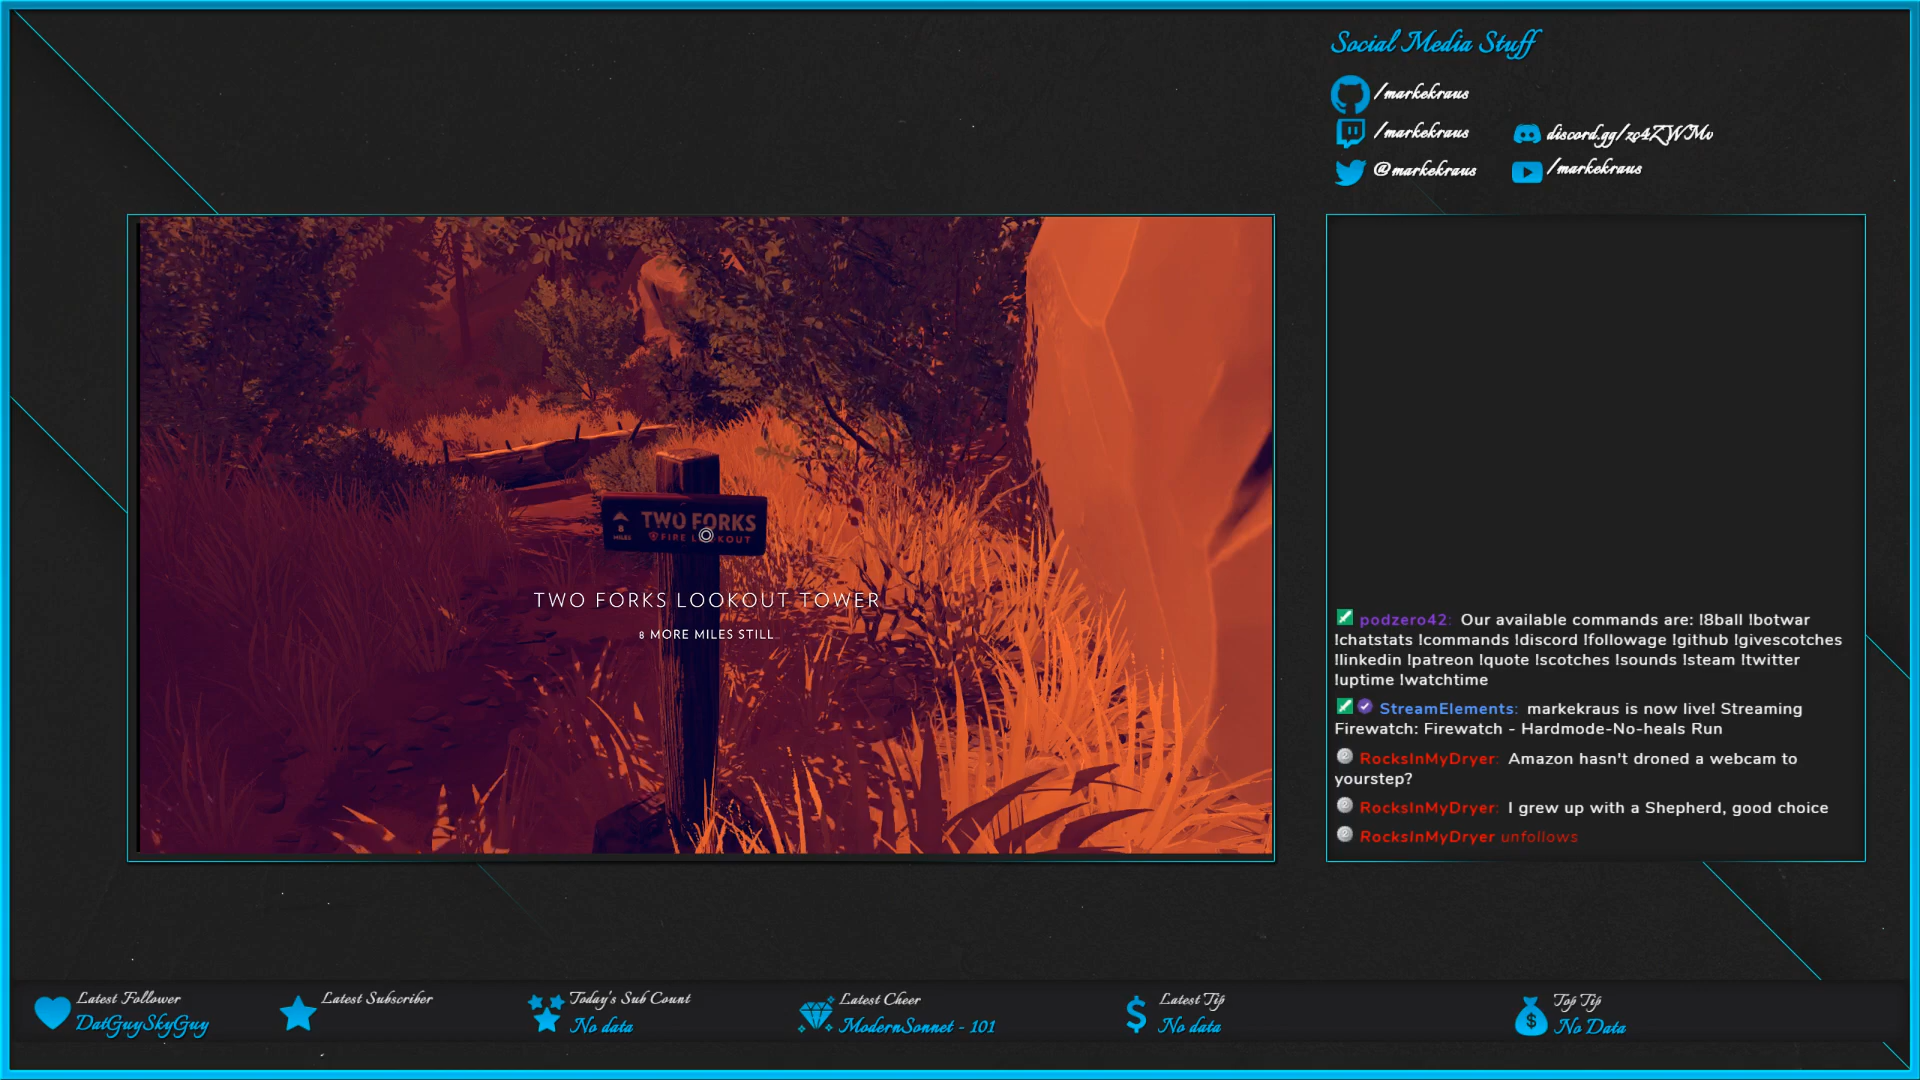 Social Media Stuff
/markekraus
/markekraus
discord.gg/zc4ZWMv
@markekraus
/markekraus
8
MILES
TWO FORKS
FIRE LOOKOUT
TWO FORKS LOOKOUT TOWER
8 MORE MILES STILL
podzero42: Our available commands are: !8ball !botwar
!chatstats !commands !discord !followage !github !givescotches
!linkedin !patreon !quote !scotches !sounds !steam !twitter
!uptime !watchtime
StreamElements: markekraus is now live! Streaming
Firewatch: Firewatch - Hardmode-No-heals Run
RocksInMyDryer: Amazon hasn't droned a webcam to
yourstep?
RocksInMyDryer: I grew up with a Shepherd, good choice
RocksInMyDryer unfollows
Latest Follower
DatGuySkyGuy
Latest Subscriber
Today's Sub Count
No data
Latest Cheer
ModernSonnet - 101
Latest Tip
No data
Top Tip
No Data